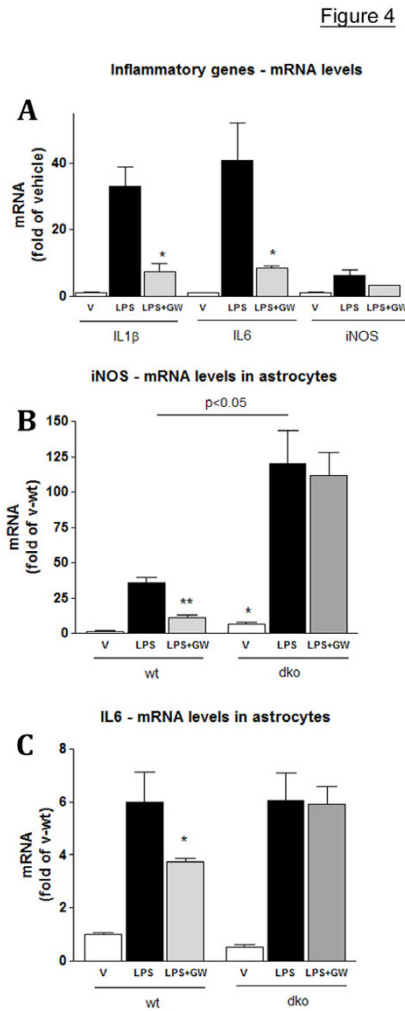 Figure 4
Inflammatory genes - mRNA levels
A
mRNA
(fold of vehicle)
40
20
0
*
*
V LPS LPS+GW V LPS LPS+GW V LPS LPS+GW
IL1β IL6 iNOS
iNOS - mRNA levels in astrocytes
B
p<0.05
mRNA
(fold of v-wt)
150
125
100
75
50
25
0
**
*
V LPS LPS+GW V LPS LPS+GW
wt dko
IL6 - mRNA levels in astrocytes
C
mRNA
(fold of v-wt)
8
6
4
2
0
*
V LPS LPS+GW V LPS LPS+GW
wt dko